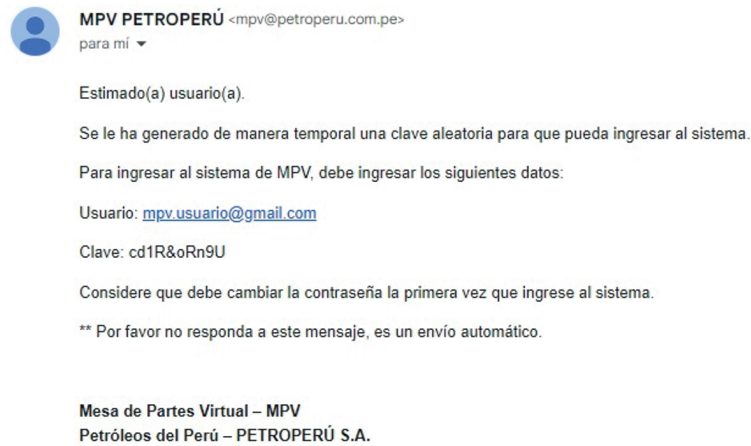 MPV PETROPERÚ <mpv@petroperu.com.pe>
para mí
Estimado(a) usuario(a).
Se le ha generado de manera temporal una clave aleatoria para que pueda ingresar al sistema.
Para ingresar al sistema de MPV, debe ingresar los siguientes datos:
Usuario: mpv.usuario@gmail.com
Clave: cd1R&oRn9U
Considere que debe cambiar la contraseña la primera vez que ingrese al sistema.
** Por favor no responda a este mensaje, es un envío automático.
Mesa de Partes Virtual – MPV
Petróleos del Perú – PETROPERÚ S.A.